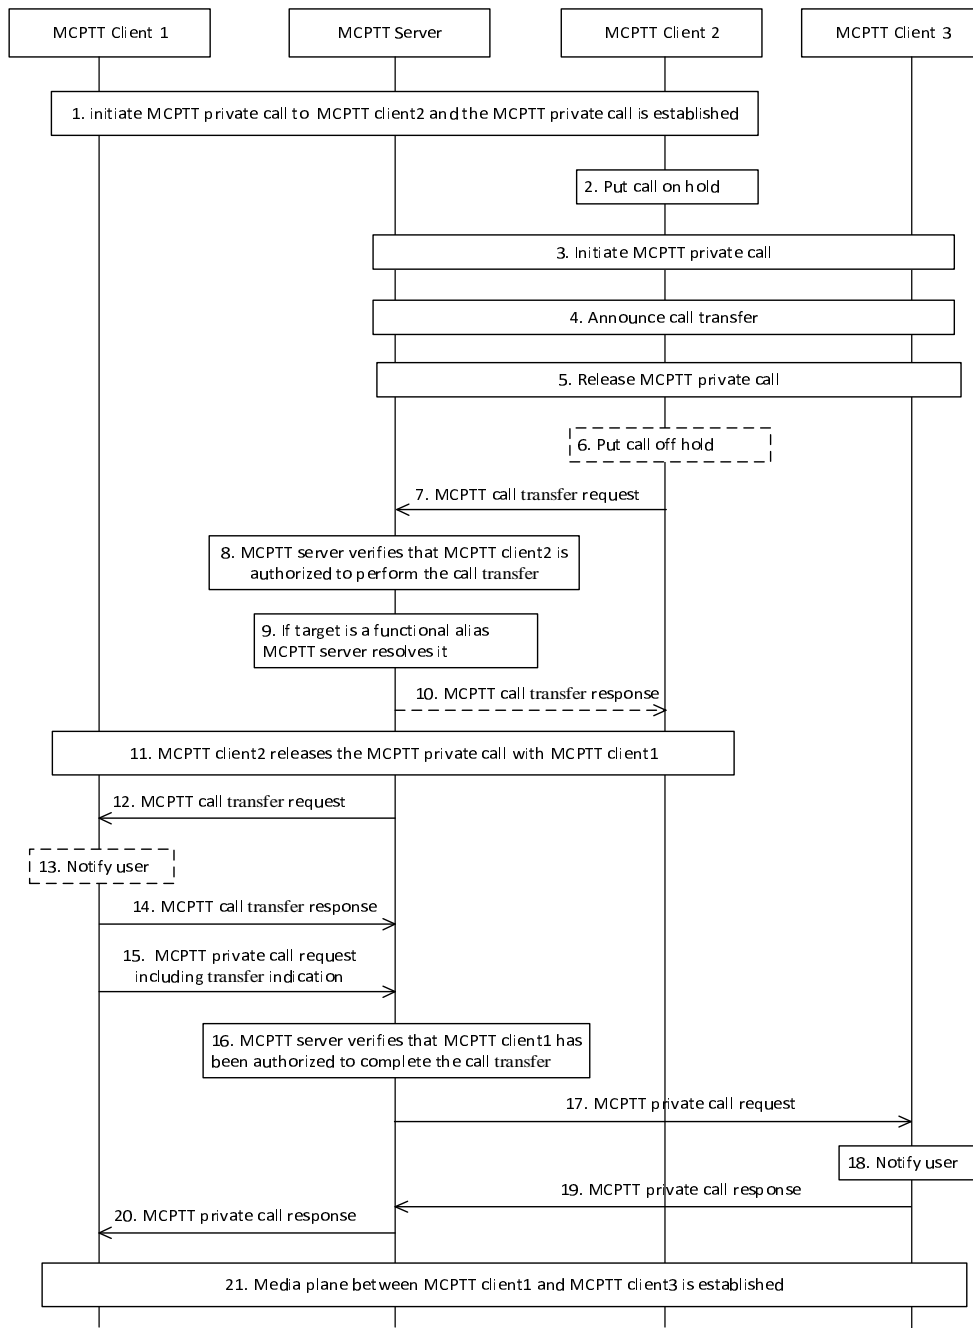 MCPTT Client 1
MCPTT Server
MCPTT Client 2
MCPTT Client 3
1. initiate MCPTT private call to MCPTT client2 and the MCPTT private call is established
2. Put call on hold
3. Initiate MCPTT private call
4. Announce call transfer
5. Release MCPTT private call
6. Put call off hold
7. MCPTT call transfer request
8. MCPTT server verifies that MCPTT client2 is
authorized to perform the call transfer
9. If target is a functional alias
MCPTT server resolves it
10. MCPTT call transfer response
11. MCPTT client2 releases the MCPTT private call with MCPTT client1
12. MCPTT call transfer request
13. Notify user
14. MCPTT call transfer response
15. MCPTT private call request
including transfer indication
16. MCPTT server verifies that MCPTT client1 has
been authorized to complete the call transfer
17. MCPTT private call request
18. Notify user
19. MCPTT private call response
20. MCPTT private call response
21. Media plane between MCPTT client1 and MCPTT client3 is established